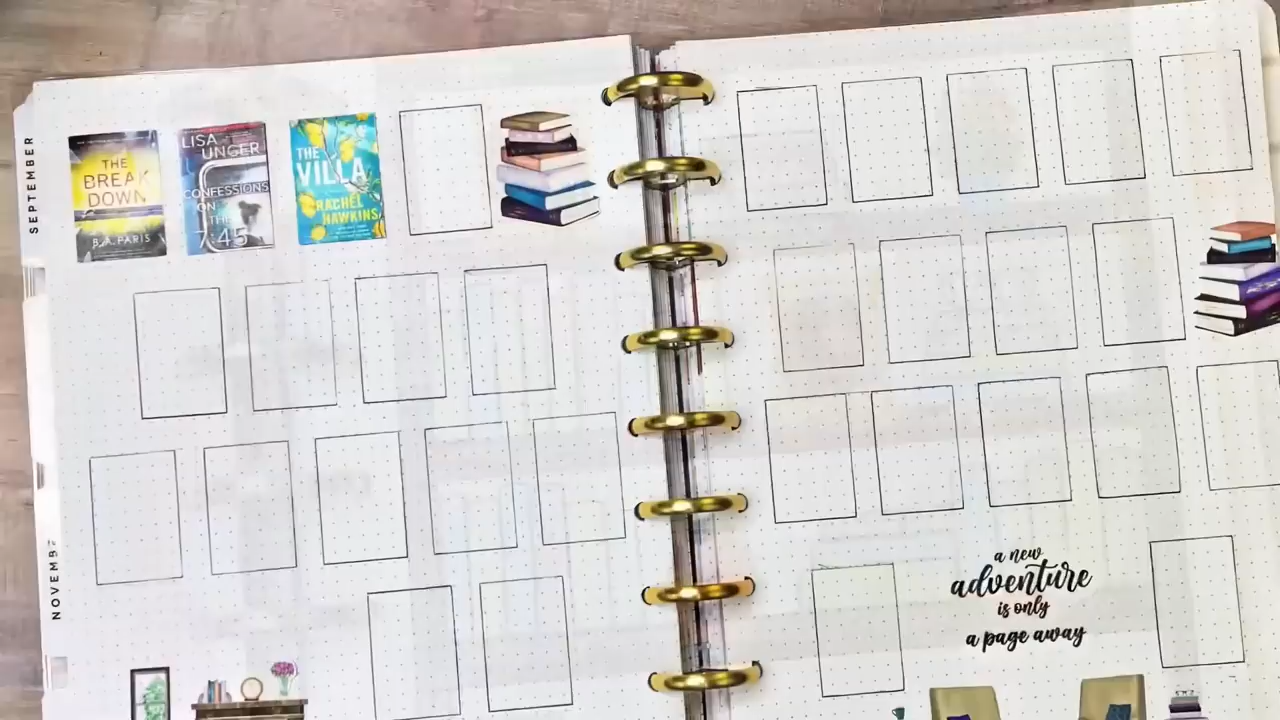 SEPTEMBER
THE
BREAK
DOWN
B.A. PARIS
LISA
UNGER
CONFESSIONS
ON
THE
7:45
THE
VILLA
RACHEL
HAWKINS
NOVEMBE
a new
adventure
is only
a page away